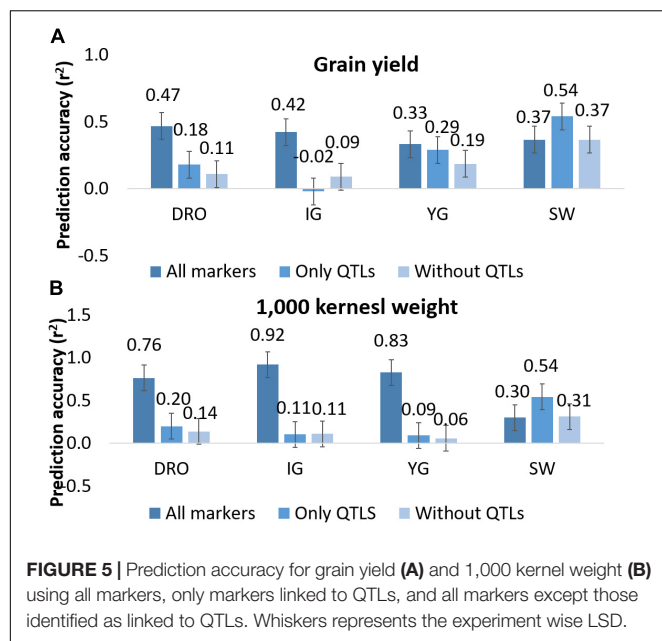 A
Grain yield
Prediction accuracy (r²)
1.0
0.5
0.0
-0.5
0.47
0.18
0.11
0.42
-0.02
0.09
0.33
0.29
0.19
0.37
0.54
0.37
DRO
IG
YG
SW
All markers
Only QTLs
Without QTLs
B
1,000 kernesl weight
Prediction accuracy (r²)
1.5
1.0
0.5
0.0
-0.5
0.76
0.20
0.14
0.92
0.11
0.11
0.83
0.09
0.06
0.30
0.54
0.31
DRO
IG
YG
SW
All markers
Only QTLS
Without QTLs
FIGURE 5 | Prediction accuracy for grain yield (A) and 1,000 kernel weight (B)
using all markers, only markers linked to QTLs, and all markers except those
identified as linked to QTLs. Whiskers represents the experiment wise LSD.